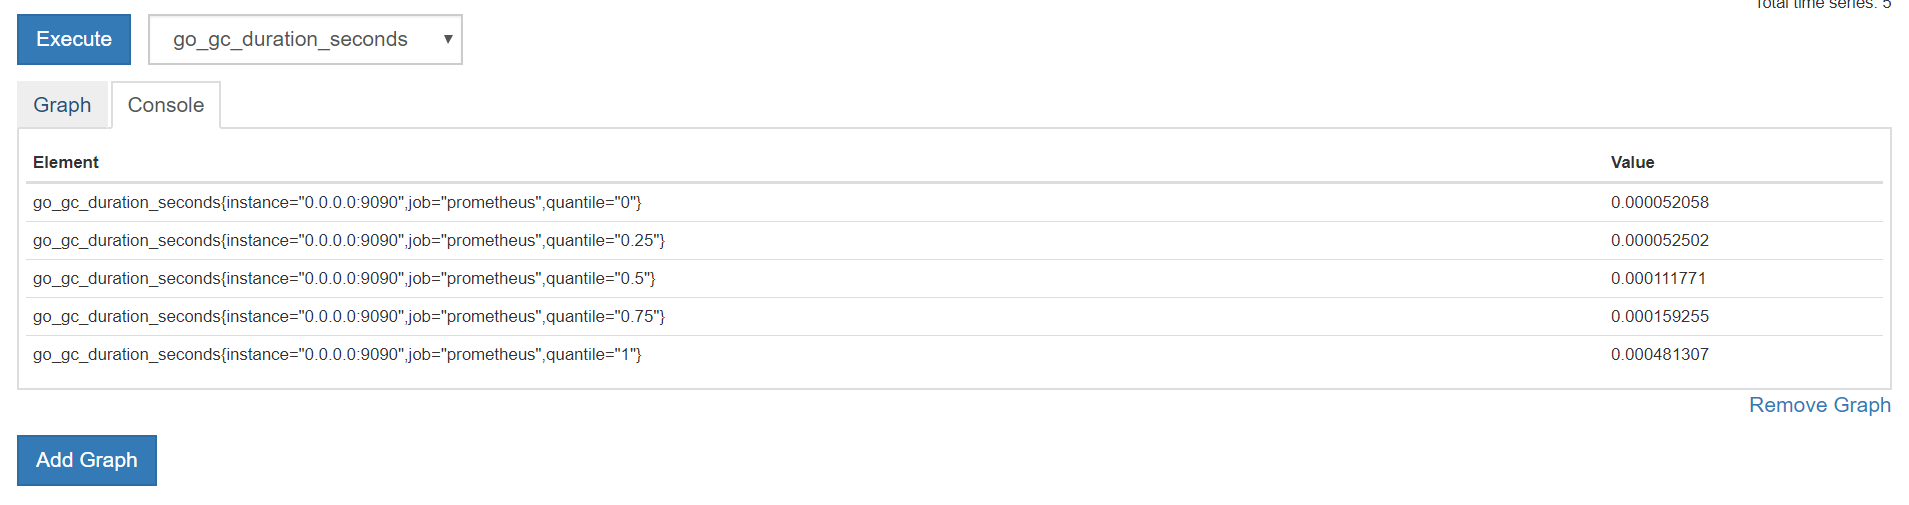 Total time series: 5
Execute go_gc_duration_seconds
Graph Console
Element Value
go_gc_duration_seconds{instance="0.0.0.0:9090",job="prometheus",quantile="0"} 0.000052058
go_gc_duration_seconds{instance="0.0.0.0:9090",job="prometheus",quantile="0.25"} 0.000052502
go_gc_duration_seconds{instance="0.0.0.0:9090",job="prometheus",quantile="0.5"} 0.000111771
go_gc_duration_seconds{instance="0.0.0.0:9090",job="prometheus",quantile="0.75"} 0.000159255
go_gc_duration_seconds{instance="0.0.0.0:9090",job="prometheus",quantile="1"} 0.000481307
Remove Graph
Add Graph